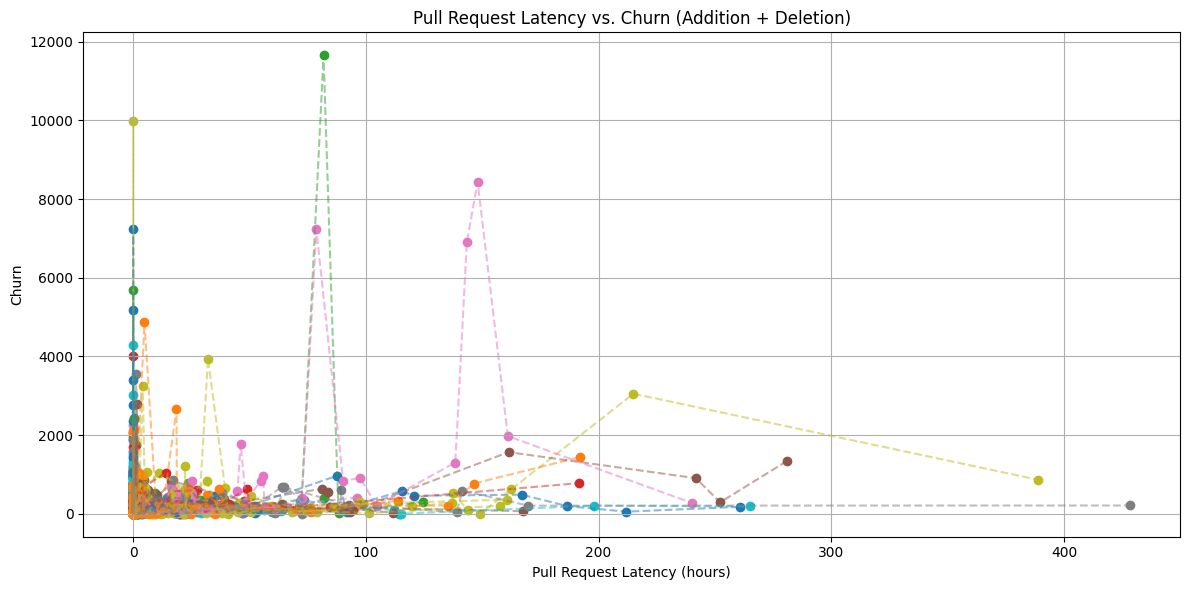 Pull Request Latency vs. Churn (Addition + Deletion)
12000
10000
8000
6000
4000
2000
0
Churn
0 100 200 300 400
Pull Request Latency (hours)